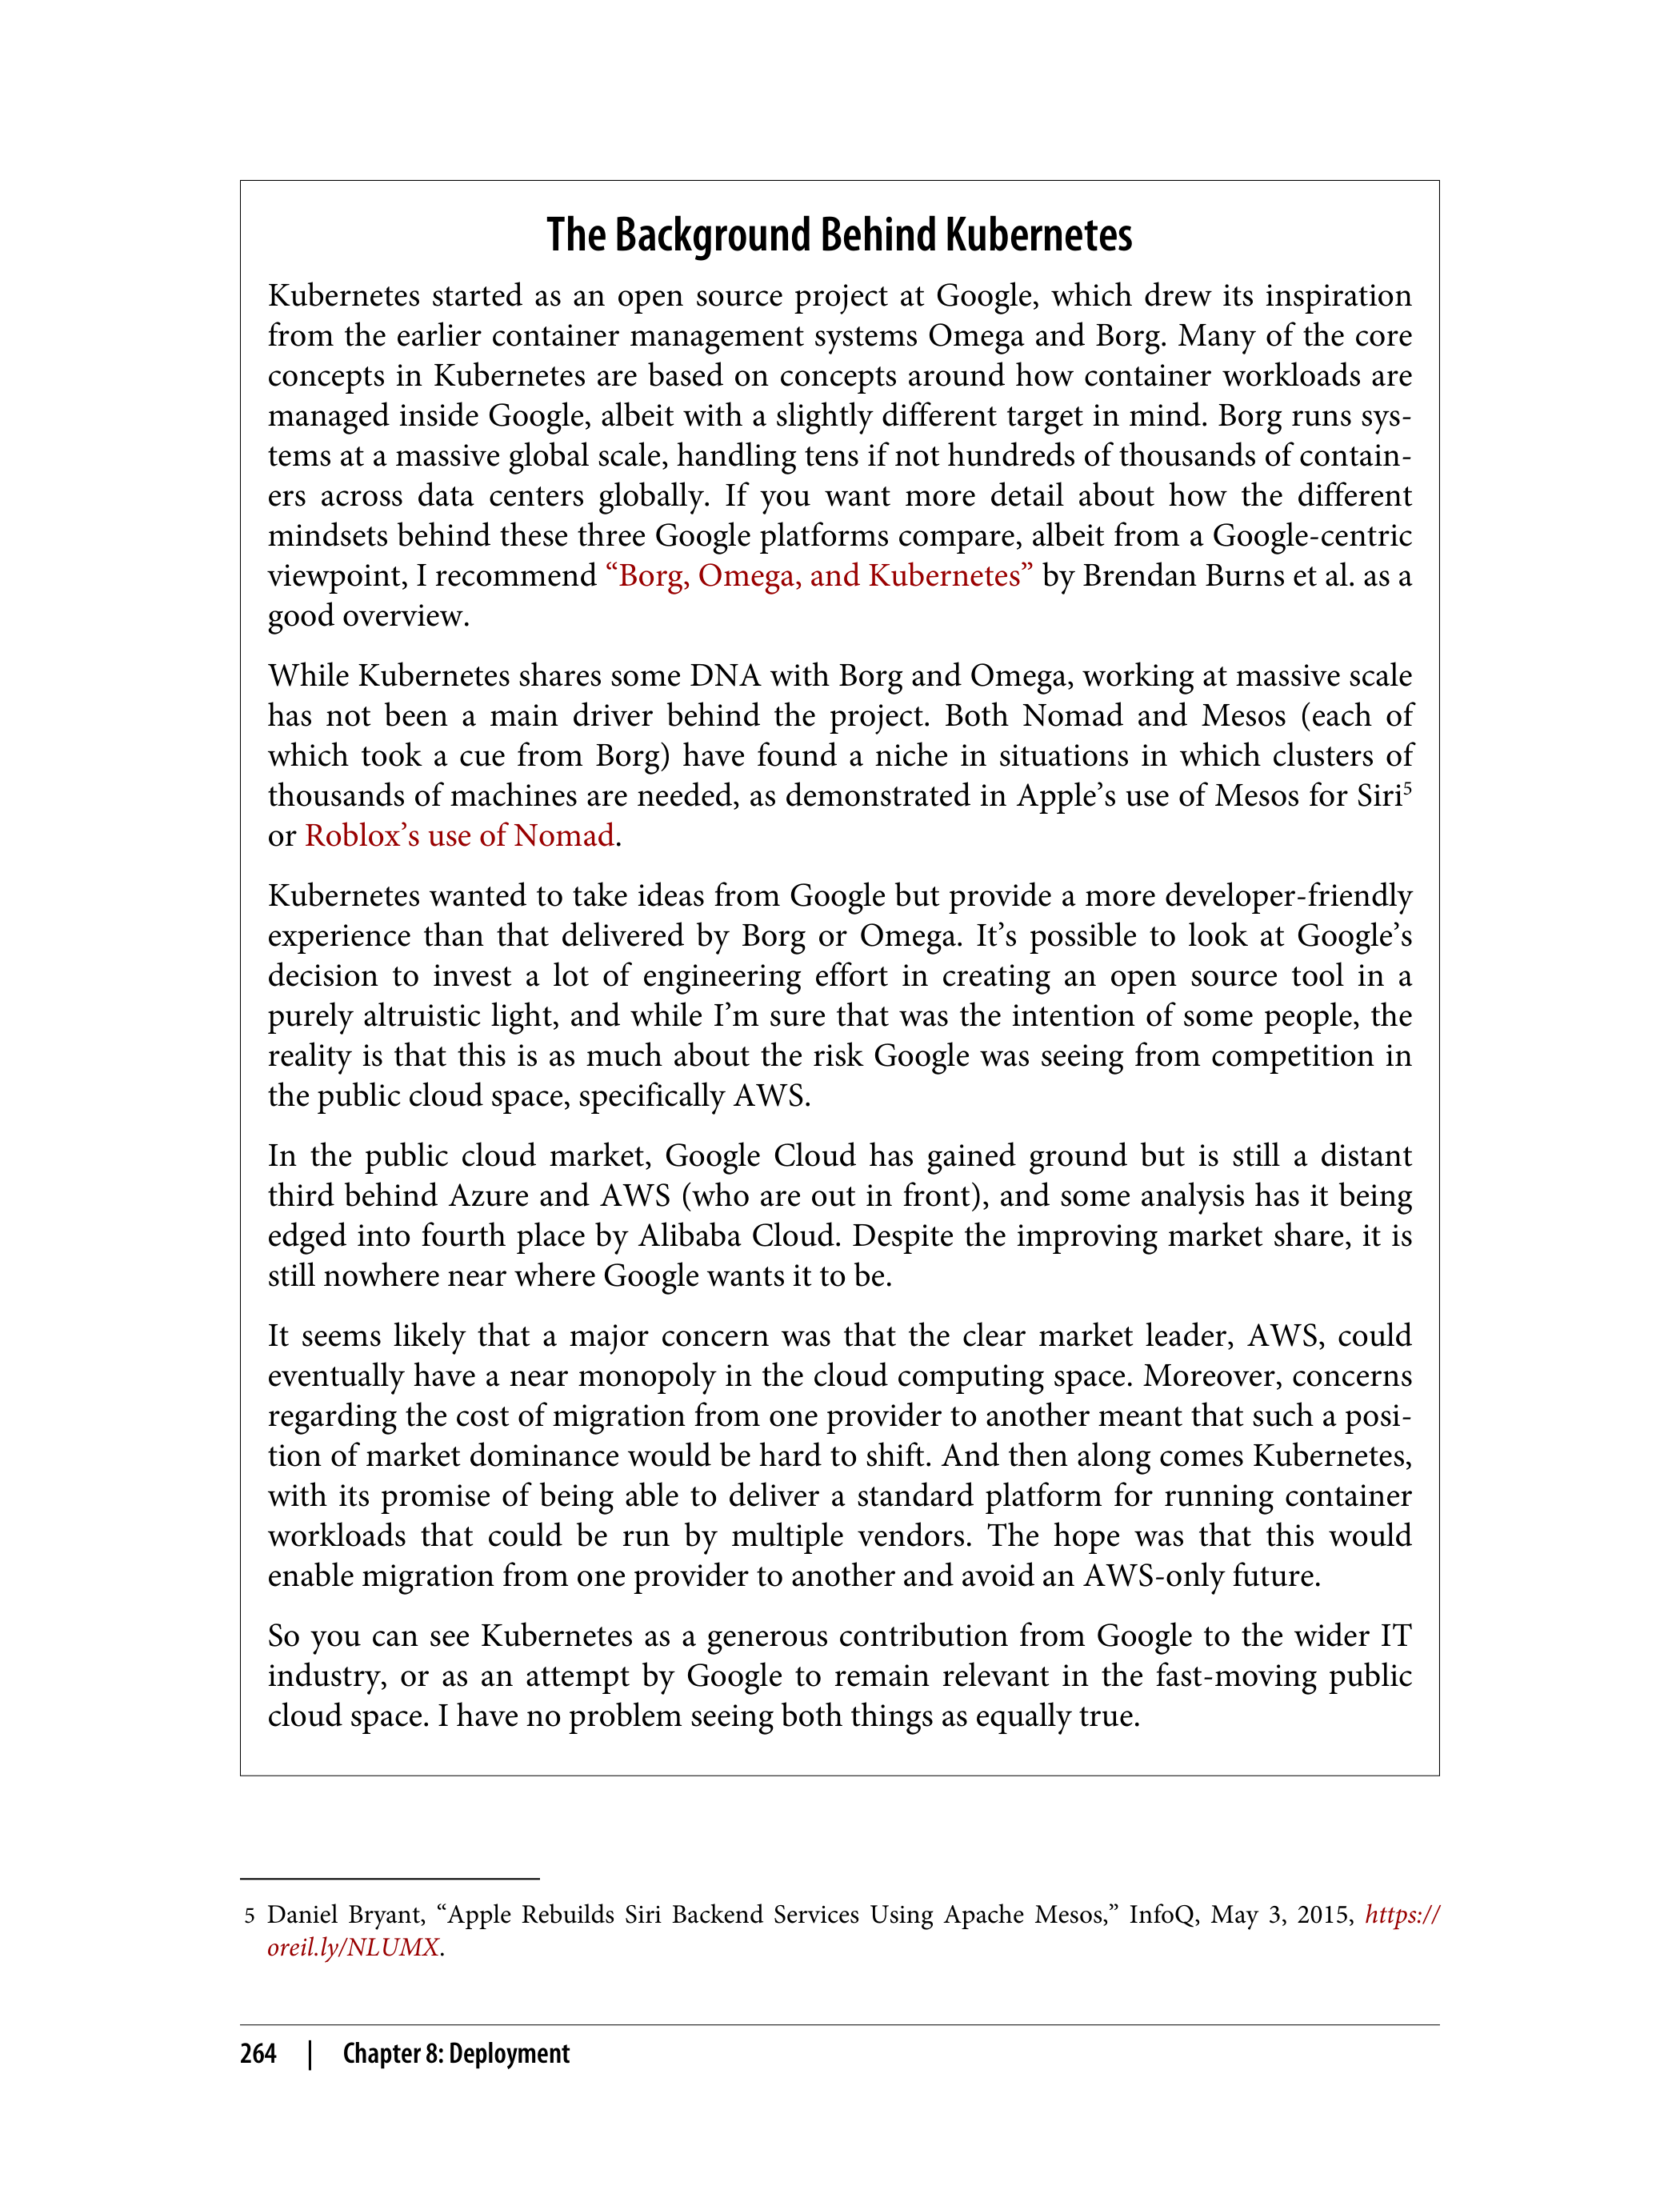 The Background Behind Kubernetes
Kubernetes started as an open source project at Google, which drew its inspiration
from the earlier container management systems Omega and Borg. Many of the core
concepts in Kubernetes are based on concepts around how container workloads are
managed inside Google, albeit with a slightly different target in mind. Borg runs sys-
tems at a massive global scale, handling tens if not hundreds of thousands of contain-
ers across data centers globally. If you want more detail about how the different
mindsets behind these three Google platforms compare, albeit from a Google-centric
viewpoint, I recommend “Borg, Omega, and Kubernetes” by Brendan Burns et al. as a
good overview.
While Kubernetes shares some DNA with Borg and Omega, working at massive scale
has not been a main driver behind the project. Both Nomad and Mesos (each of
which took a cue from Borg) have found a niche in situations in which clusters of
thousands of machines are needed, as demonstrated in Apple’s use of Mesos for Siri⁵
or Roblox’s use of Nomad.
Kubernetes wanted to take ideas from Google but provide a more developer-friendly
experience than that delivered by Borg or Omega. It’s possible to look at Google’s
decision to invest a lot of engineering effort in creating an open source tool in a
purely altruistic light, and while I’m sure that was the intention of some people, the
reality is that this is as much about the risk Google was seeing from competition in
the public cloud space, specifically AWS.
In the public cloud market, Google Cloud has gained ground but is still a distant
third behind Azure and AWS (who are out in front), and some analysis has it being
edged into fourth place by Alibaba Cloud. Despite the improving market share, it is
still nowhere near where Google wants it to be.
It seems likely that a major concern was that the clear market leader, AWS, could
eventually have a near monopoly in the cloud computing space. Moreover, concerns
regarding the cost of migration from one provider to another meant that such a posi-
tion of market dominance would be hard to shift. And then along comes Kubernetes,
with its promise of being able to deliver a standard platform for running container
workloads that could be run by multiple vendors. The hope was that this would
enable migration from one provider to another and avoid an AWS-only future.
So you can see Kubernetes as a generous contribution from Google to the wider IT
industry, or as an attempt by Google to remain relevant in the fast-moving public
cloud space. I have no problem seeing both things as equally true.
5 Daniel Bryant, “Apple Rebuilds Siri Backend Services Using Apache Mesos,” InfoQ, May 3, 2015, https://
oreil.ly/NLUMX.
264 | Chapter 8: Deployment